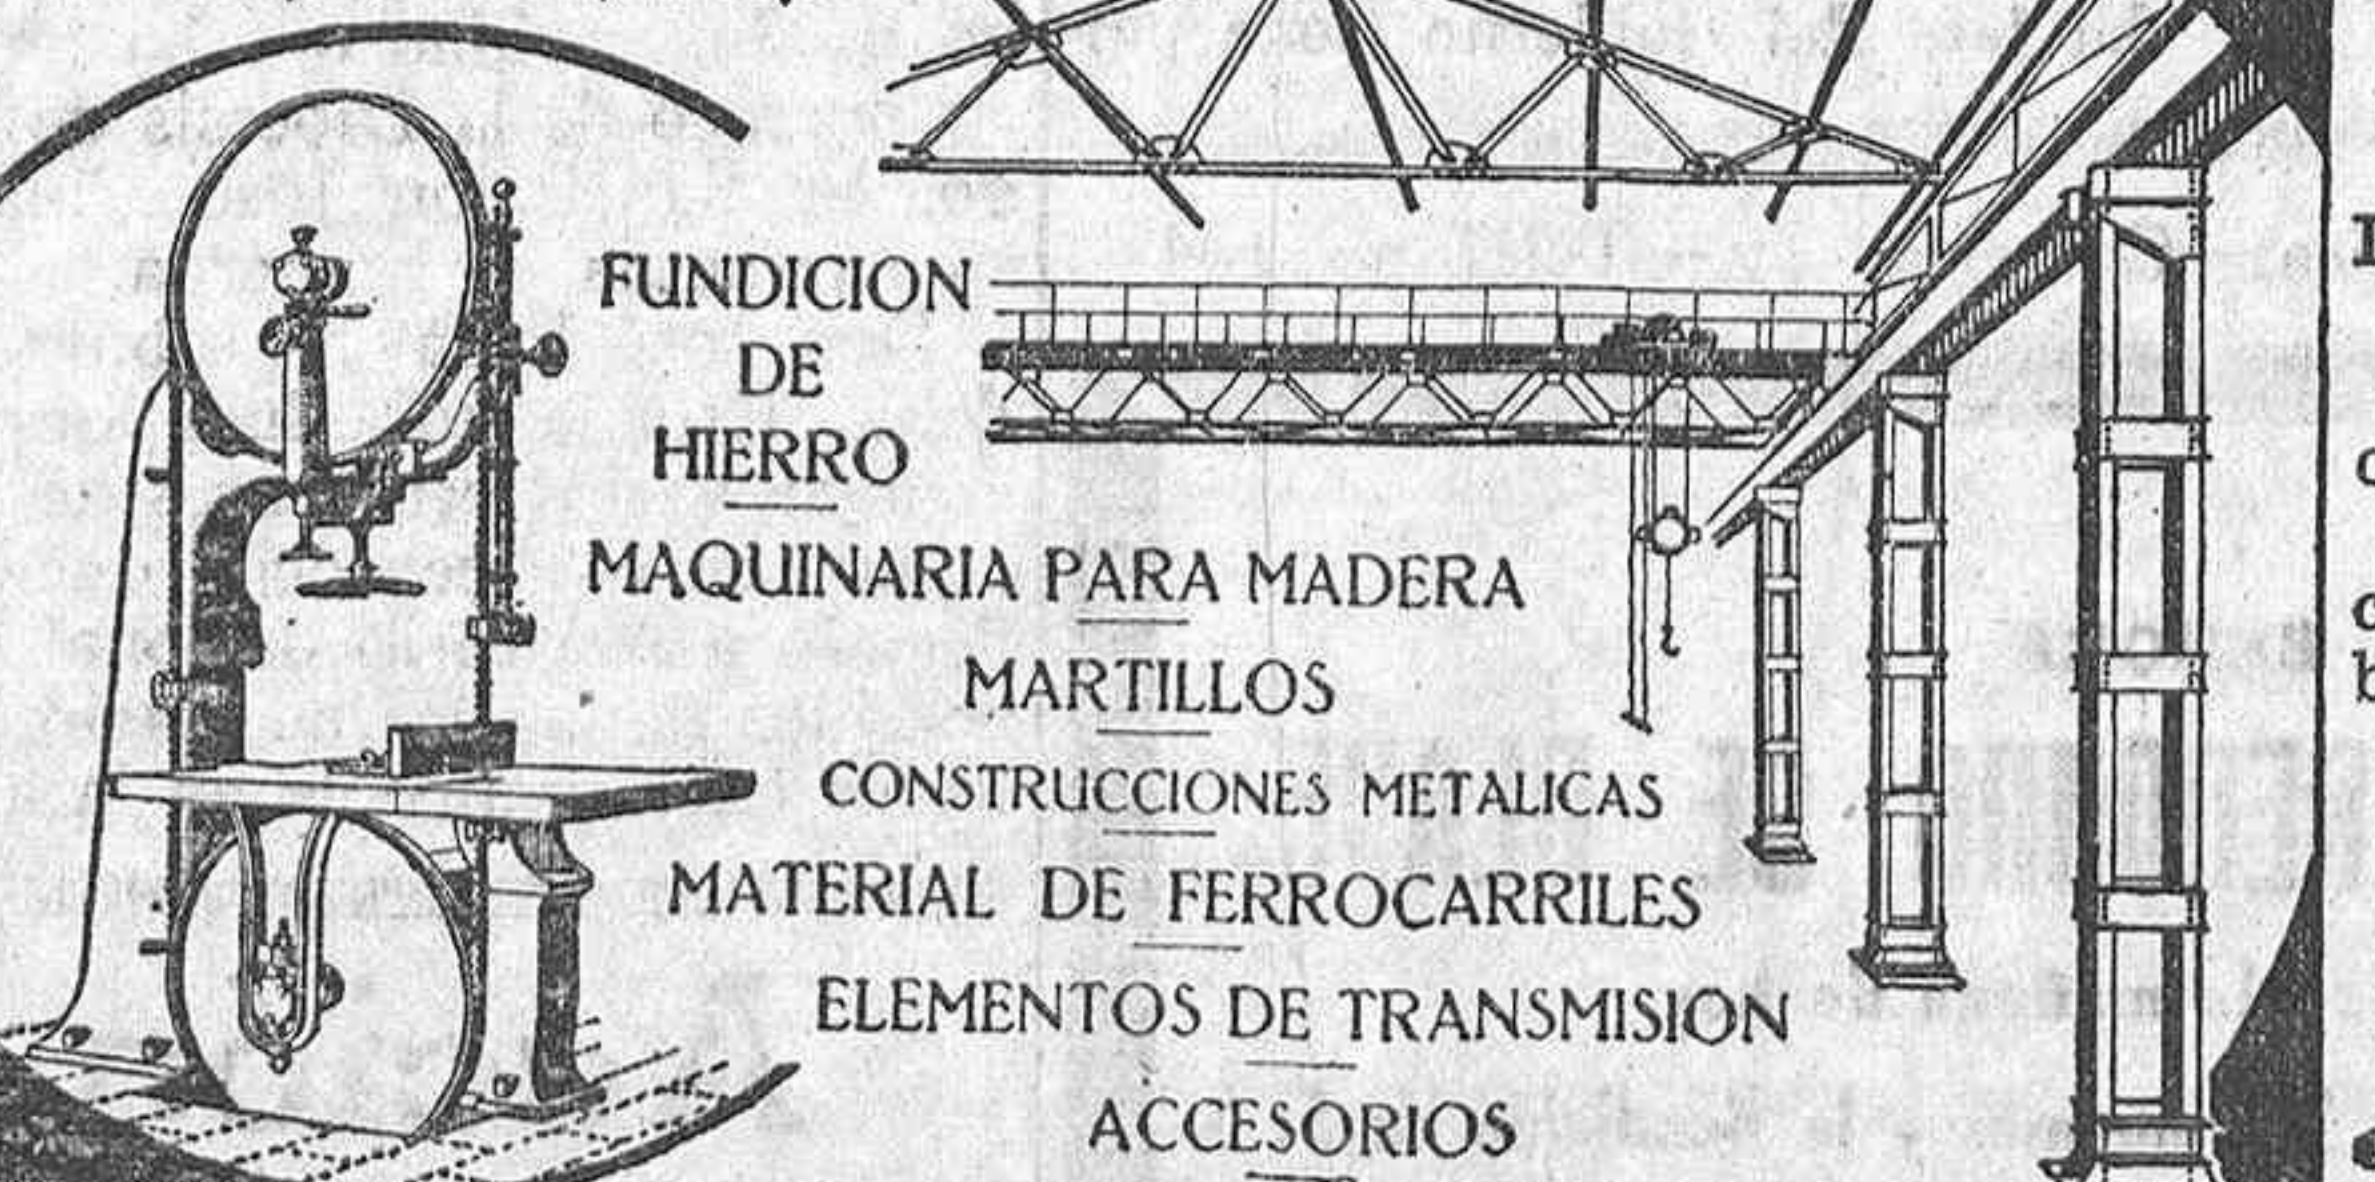 FUNDICION
DE
HIERRO
MAQUINARIA PARA MADERA
MARTILLOS
CONSTRUCCIONES METALICAS
MATERIAL DE FERROCARRILES
ELEMENTOS DE TRANSMISION
ACCESORIOS